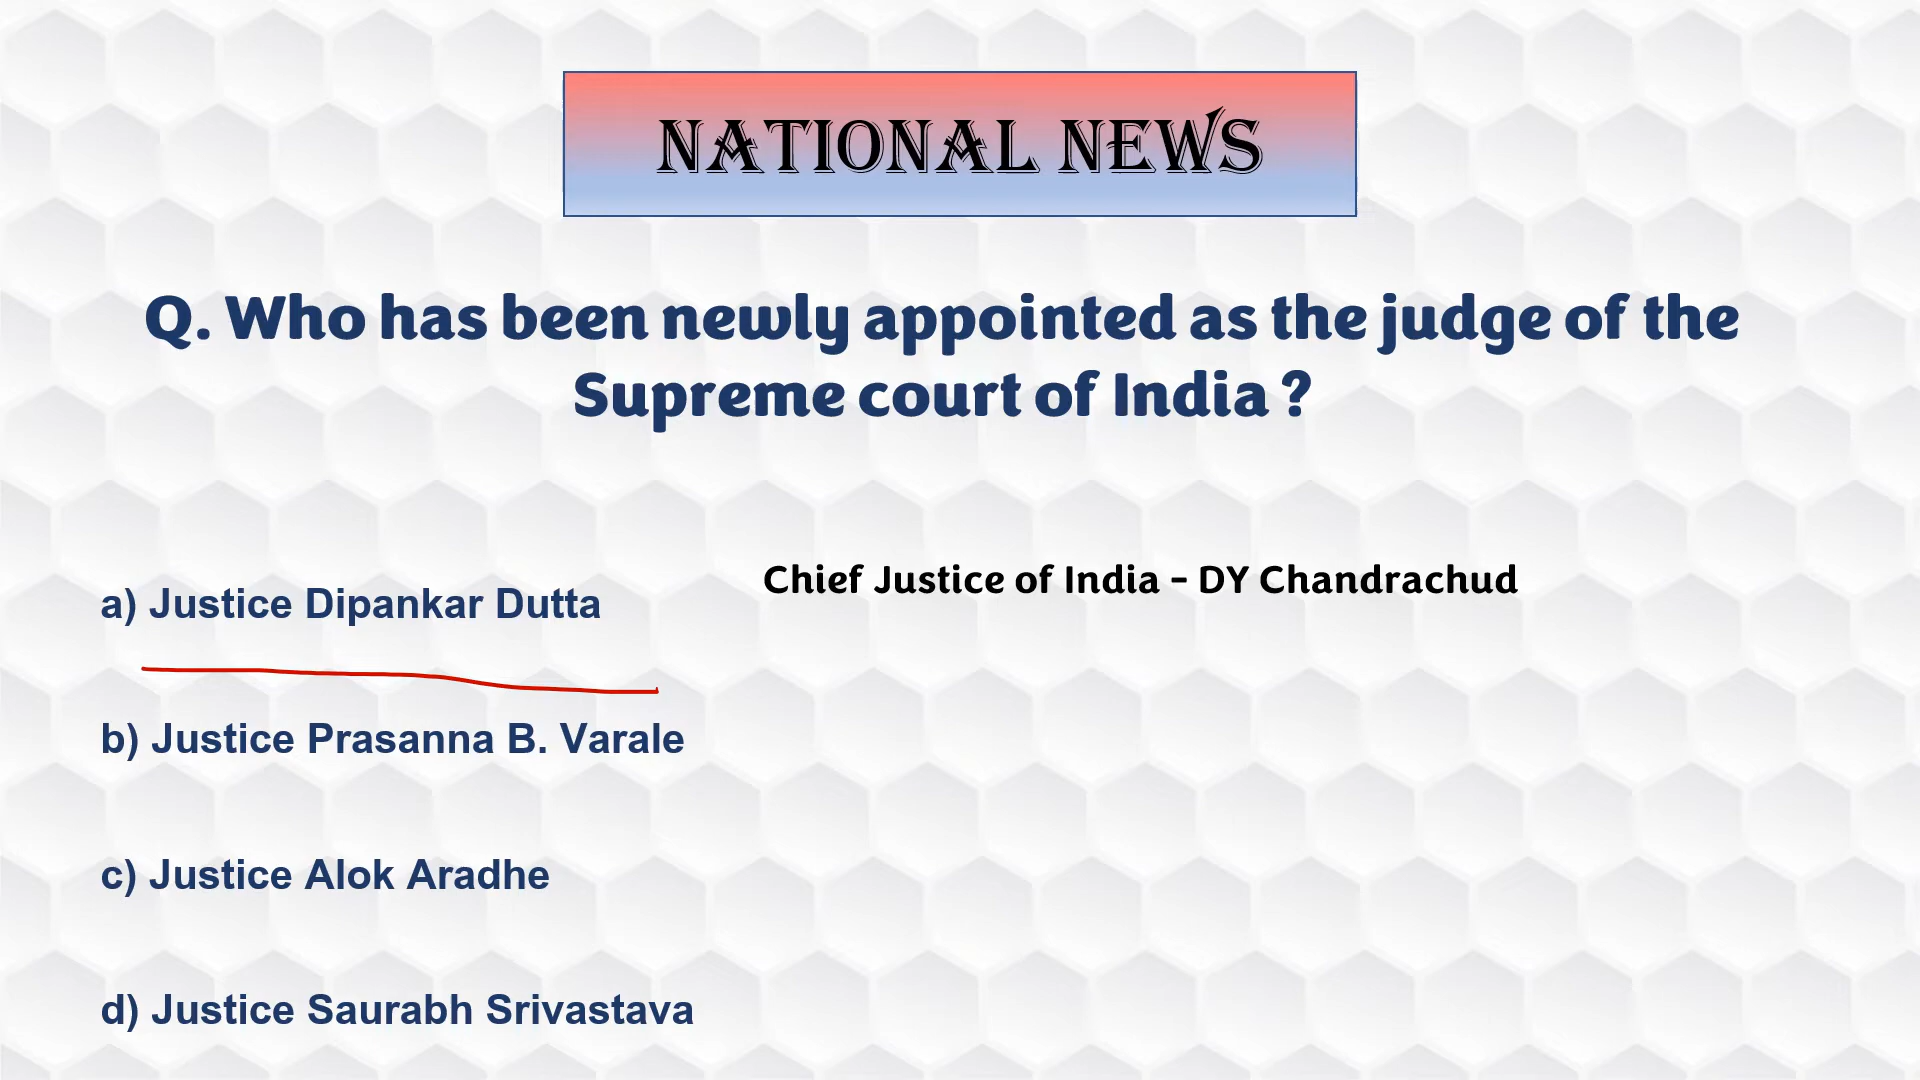 NATIONAL NEWS
Q. Who has been newly appointed as the judge of the
Supreme court of India ?
Chief Justice of India - DY Chandrachud
a) Justice Dipankar Dutta
b) Justice Prasanna B. Varale
c) Justice Alok Aradhe
d) Justice Saurabh Srivastava